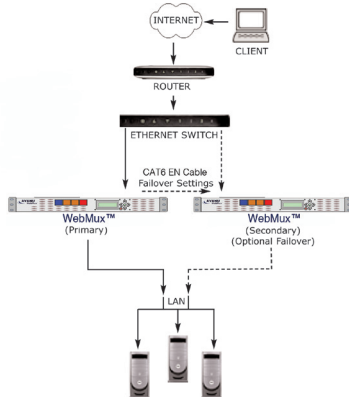 INTERNET
CLIENT
ROUTER
ETHERNET SWITCH
CAT6 EN Cable
Failover Settings
WebMux™
(Primary)
WebMux™
(Secondary)
(Optional Failover)
LAN